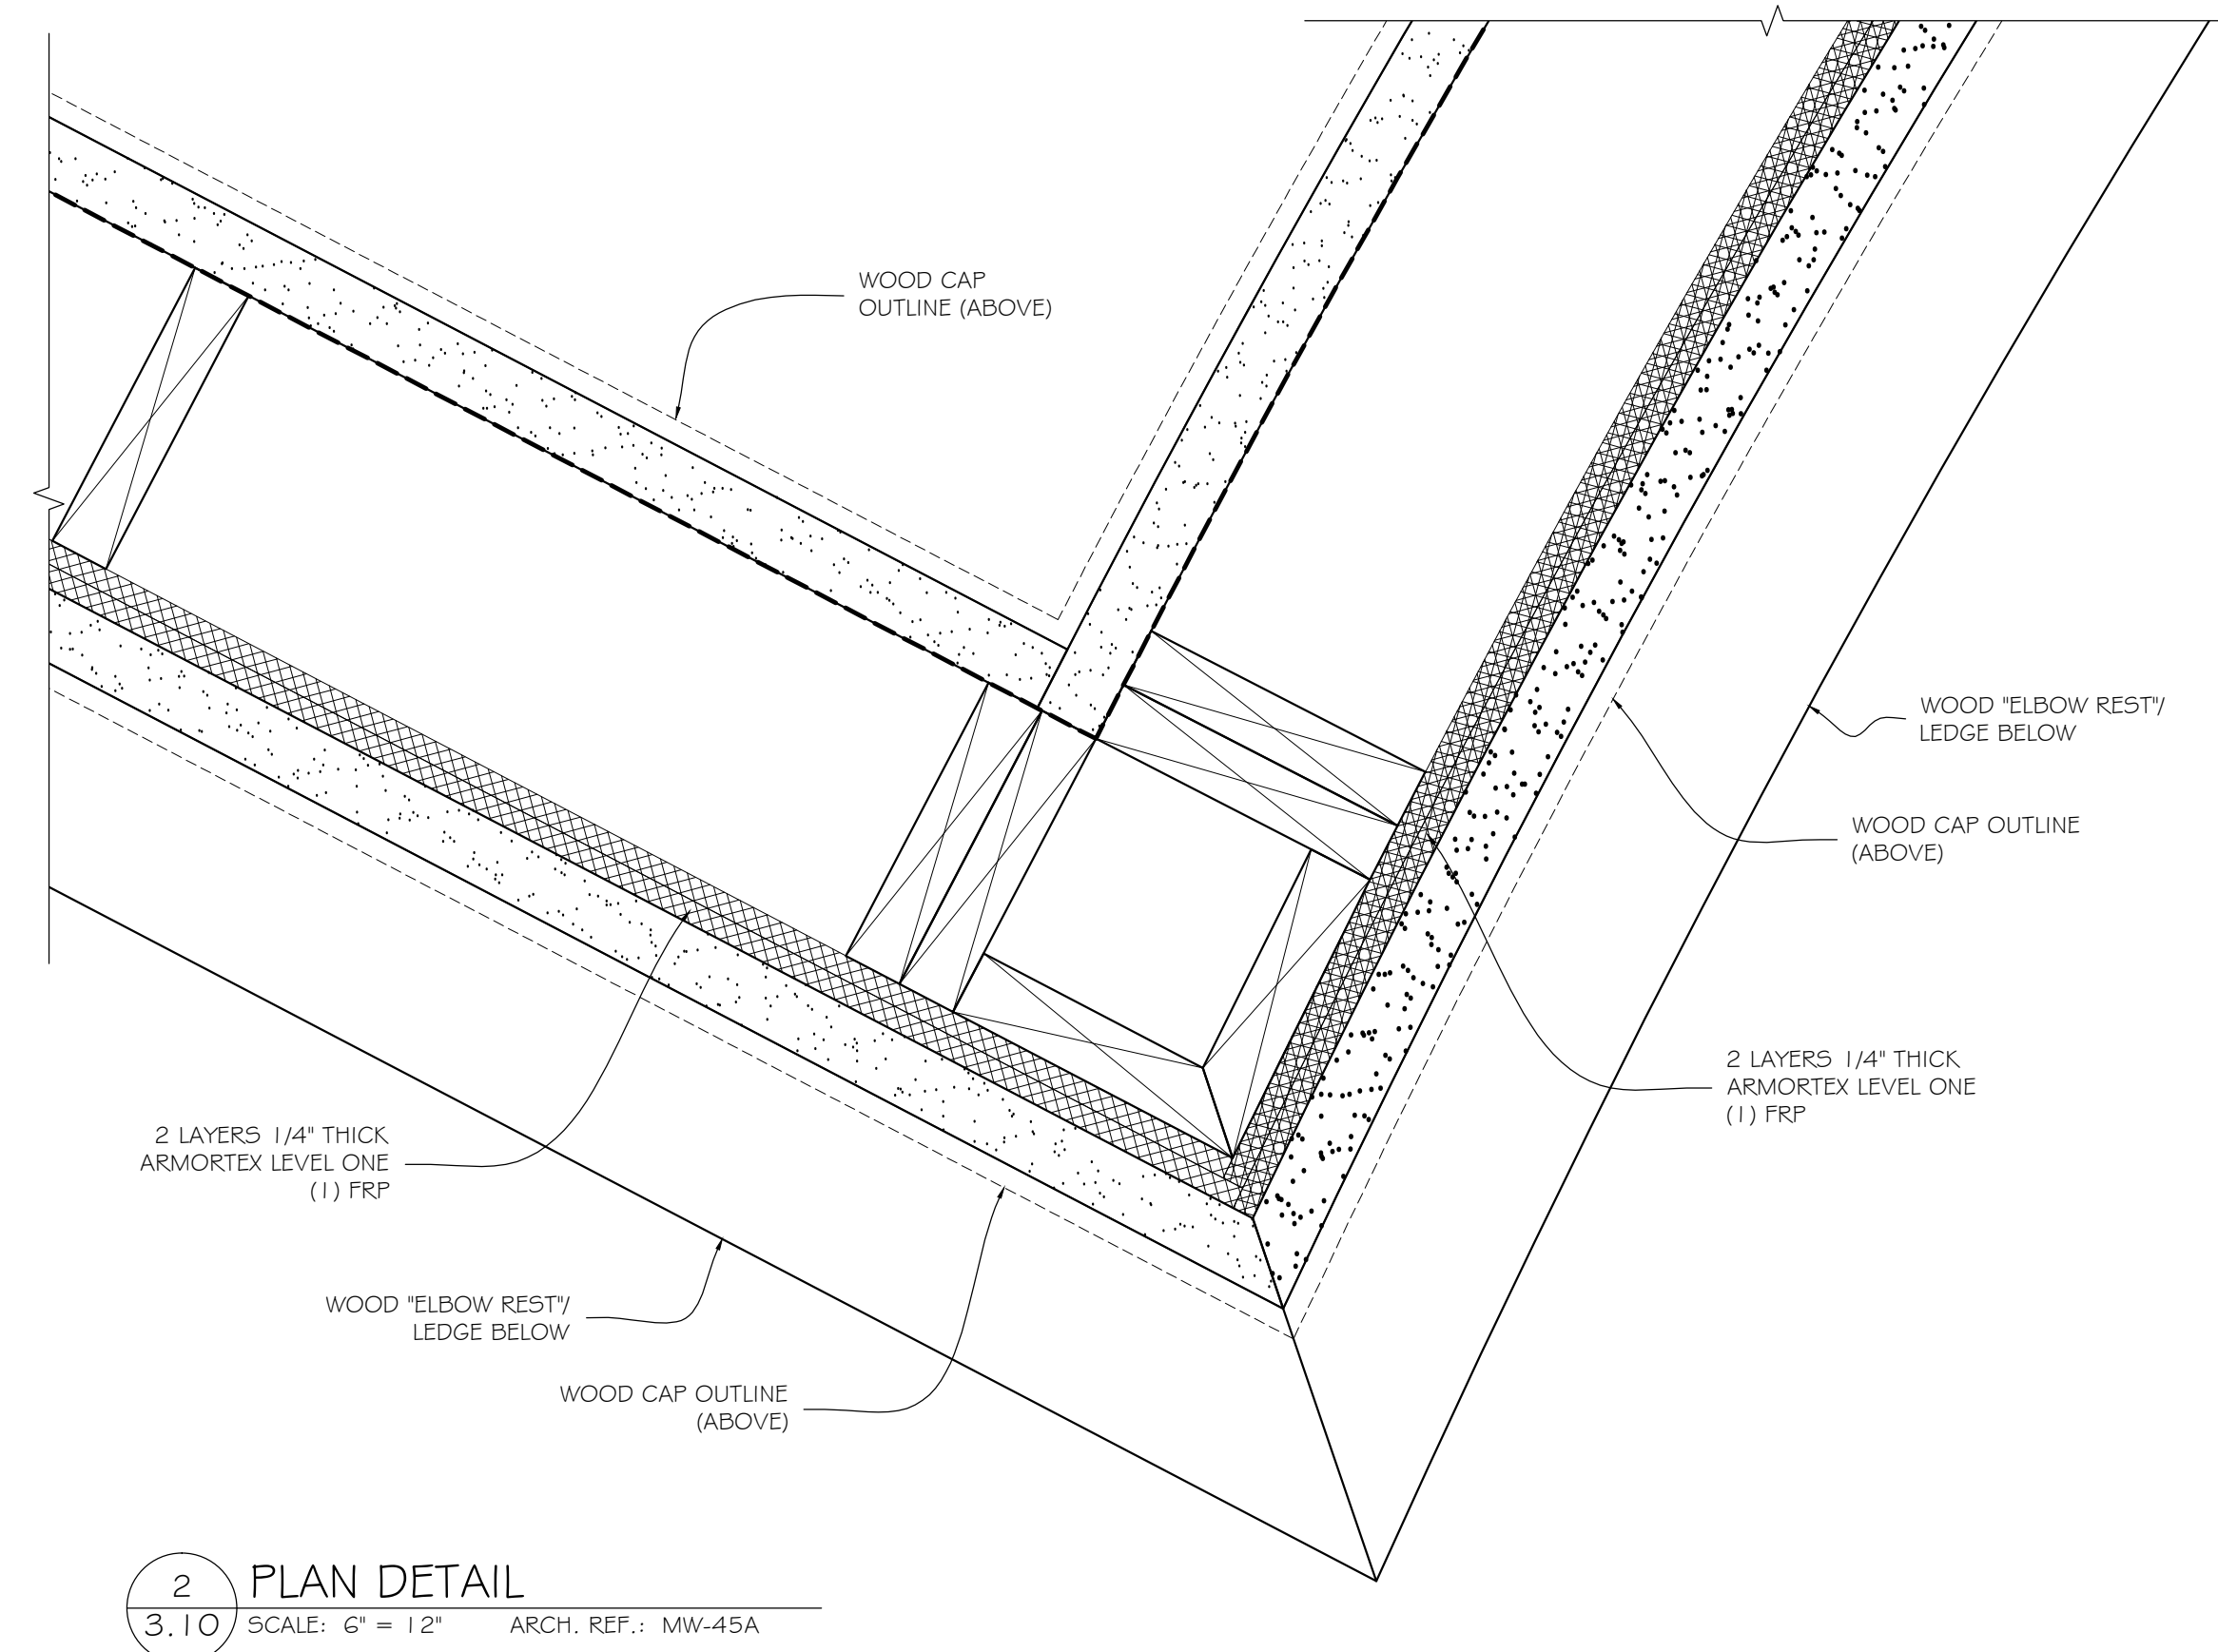 WOOD CAP
OUTLINE (ABOVE)
WOOD "ELBOW REST"/
LEDGE BELOW
WOOD CAP OUTLINE
(ABOVE)
2 LAYERS 1/4" THICK
ARMORTEX LEVEL ONE
(1) FRP
2 LAYERS 1/4" THICK
ARMORTEX LEVEL ONE
(1) FRP
WOOD "ELBOW REST"/
LEDGE BELOW
WOOD CAP OUTLINE
(ABOVE)
2
3.10
PLAN DETAIL
SCALE: 6" = 12" ARCH. REF.: MW-45A